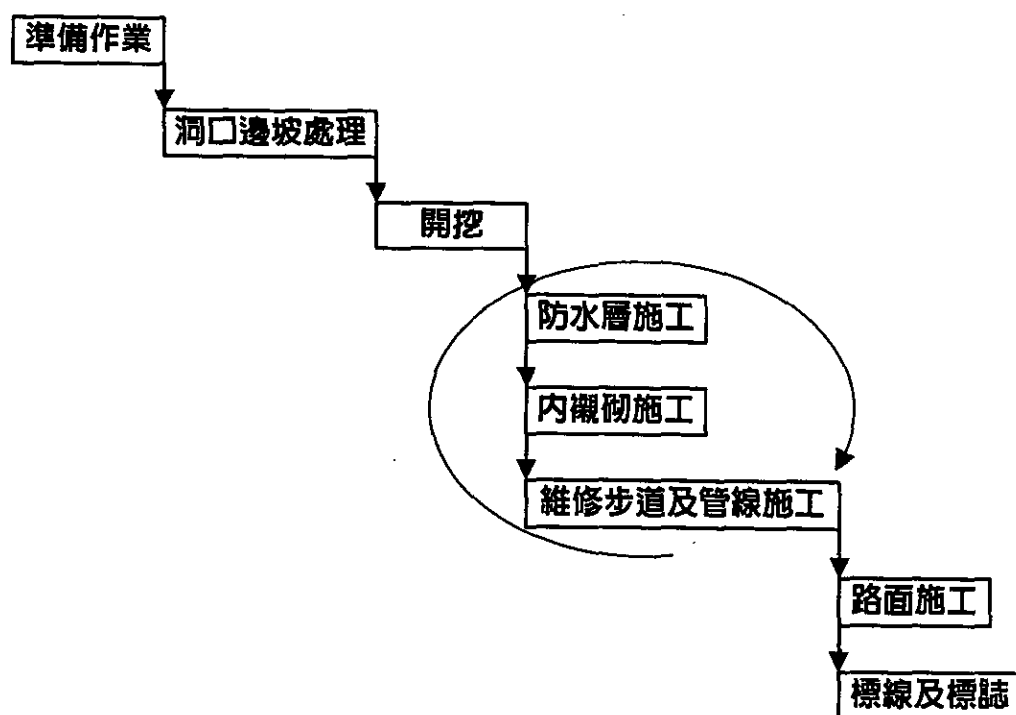 準備作業
洞口邊坡處理
開挖
防水層施工
內襯砌施工
維修步道及管線施工
路面施工
標線及標誌